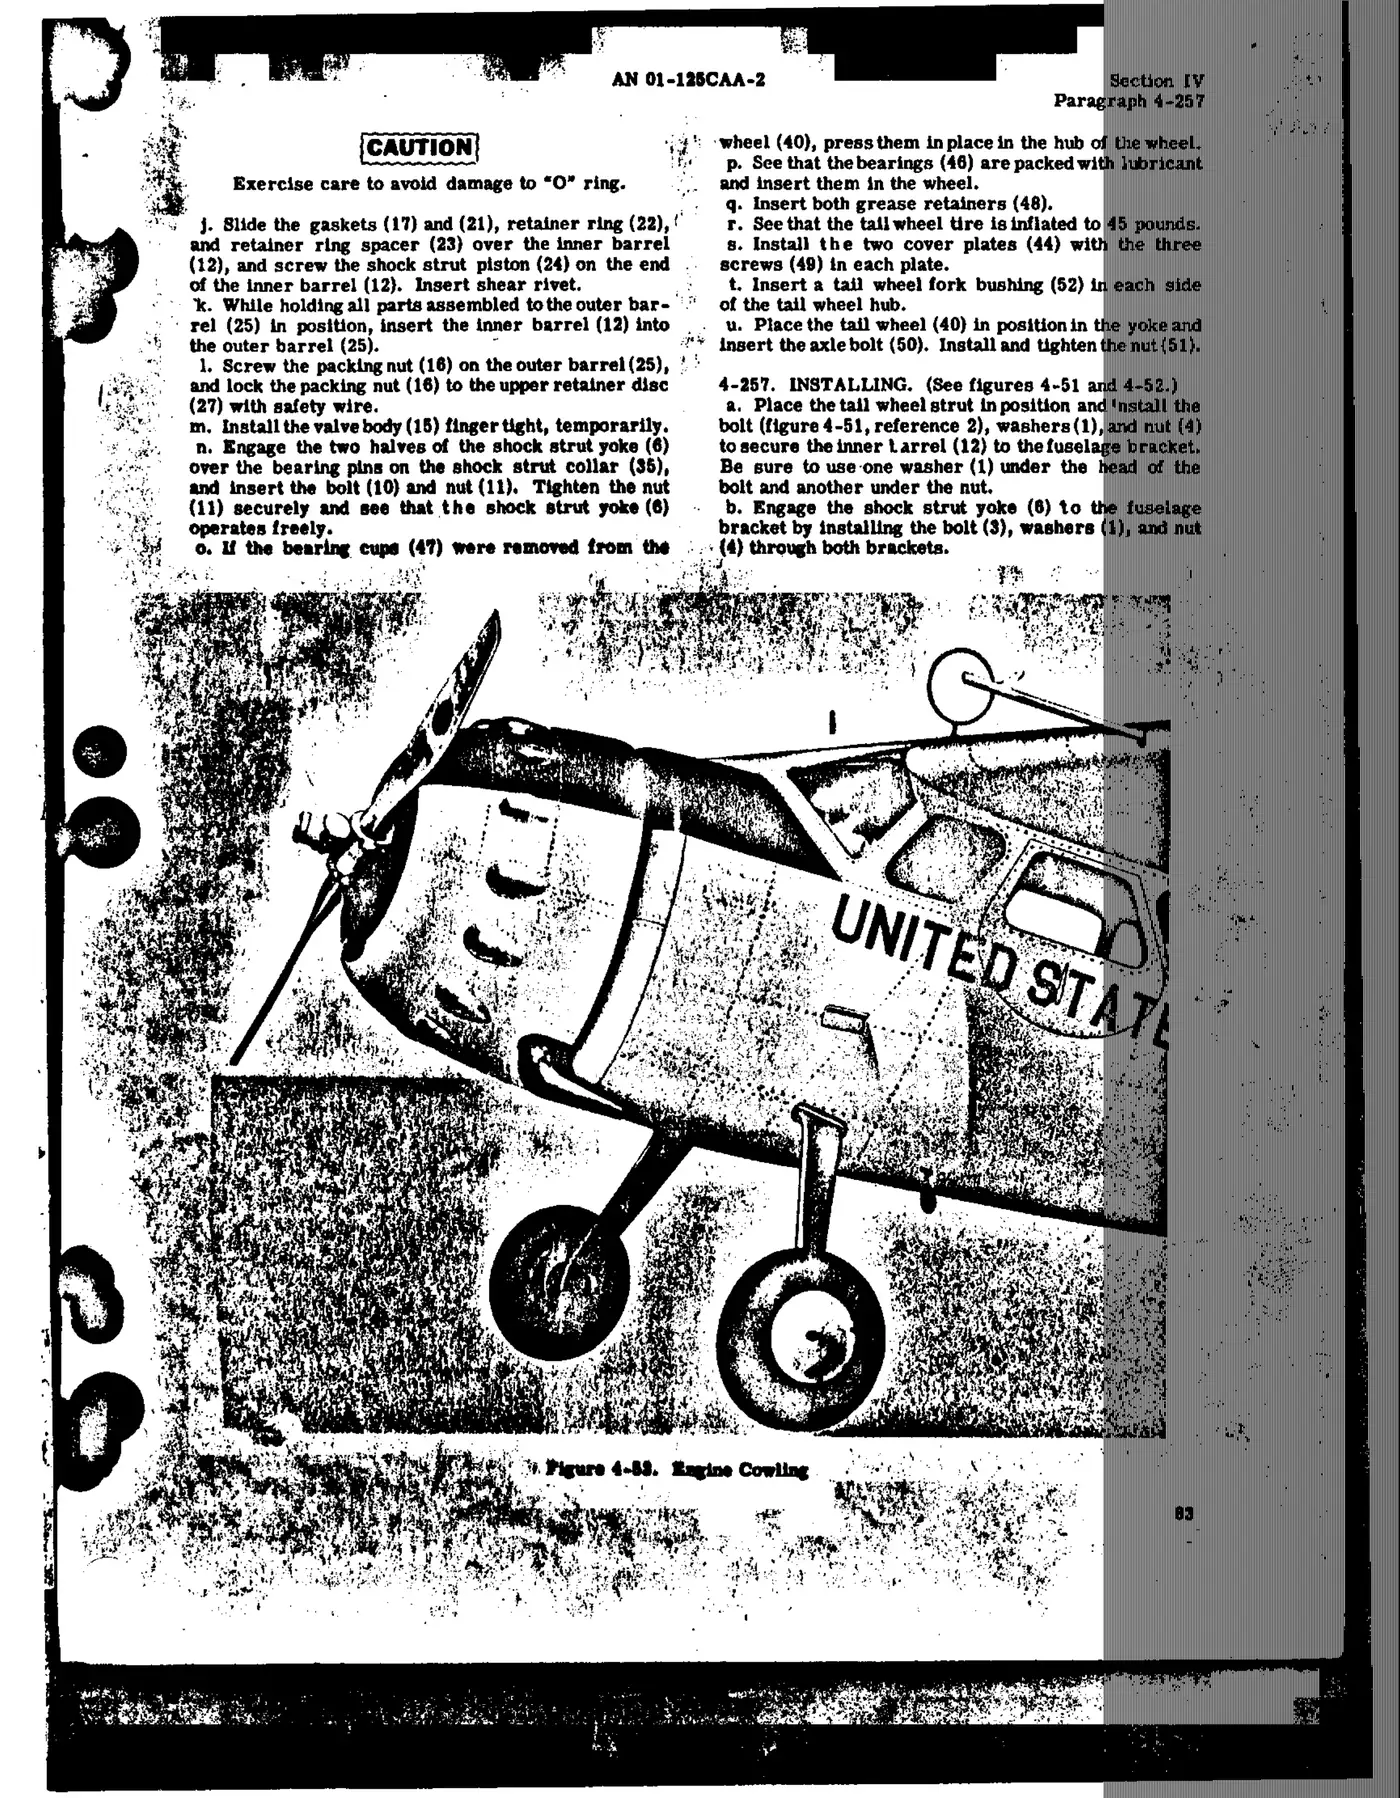 AN 01-125CAA-2
Section IV
Paragraph 4-257
CAUTION
Exercise care to avoid damage to "O" ring.
j. Slide the gaskets (17) and (21), retainer ring (22),
and retainer ring spacer (23) over the inner barrel
(12), and screw the shock strut piston (24) on the end
of the inner barrel (12). Insert shear rivet.
k. While holding all parts assembled to the outer bar-
rel (25) in position, insert the inner barrel (12) into
the outer barrel (25).
l. Screw the packing nut (16) on the outer barrel (25),
and lock the packing nut (16) to the upper retainer disc
(27) with safety wire.
m. Install the valve body (15) finger tight, temporarily.
n. Engage the two halves of the shock strut yoke (6)
over the bearing pins on the shock strut collar (35),
and insert the bolt (10) and nut (11). Tighten the nut
(11) securely and see that the shock strut yoke (6)
operates freely.
o. If the bearing cups (47) were removed from the
wheel (40), press them in place in the hub of the wheel.
p. See that the bearings (46) are packed with lubricant
and insert them in the wheel.
q. Insert both grease retainers (48).
r. See that the tail wheel tire is inflated to 45 pounds.
s. Install the two cover plates (44) with the three
screws (49) in each plate.
t. Insert a tail wheel fork bushing (52) in each side
of the tail wheel hub.
u. Place the tail wheel (40) in position in the yoke and
insert the axle bolt (50). Install and tighten the nut (51).
4-257. INSTALLING. (See figures 4-51 and 4-52.)
a. Place the tail wheel strut in position and install the
bolt (figure 4-51, reference 2), washers (1), and nut (4)
to secure the inner barrel (12) to the fuselage bracket.
Be sure to use one washer (1) under the head of the
bolt and another under the nut.
b. Engage the shock strut yoke (6) to the fuselage
bracket by installing the bolt (3), washers (1), and nut
(4) through both brackets.
UNITED STATE
Figure 4-53. Engine Cowling
83